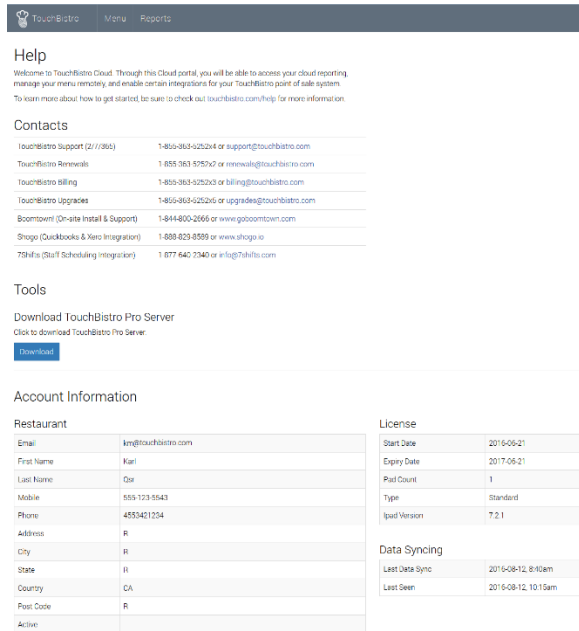 TouchBistro Menu Reports
Help
Welcome to TouchBistro Cloud. Through this Cloud portal, you will be able to access your cloud reporting,
manage your menu remotely, and enable certain integrations for your TouchBistro point of sale system.
To learn more about how to get started, be sure to check out touchbistro.com/help for more information.
Contacts
TouchBistro Support (2/7/365) 1-855-363-5252x4 or support@touchbistro.com
TouchBistro Renewals 1-855-363-5252x2 or renewals@touchbistro.com
TouchBistro Billing 1-855-363-5252x3 or billing@touchbistro.com
TouchBistro Upgrades 1-855-363-5252x5 or upgrades@touchbistro.com
Boomtown! (On-site Install & Support) 1-844-800-2666 or www.goboomtown.com
Shogo (Quickbooks & Xero Integration) 1-888-829-8599 or www.shogo.io
7Shifts (Staff Scheduling Integration) 1-877-640-2340 or info@7shifts.com
Tools
Download TouchBistro Pro Server
Click to download TouchBistro Pro Server.
Download
Account Information
Restaurant
Email km@touchbistro.com
First Name Karl
Last Name Qsr
Mobile 555-123-5543
Phone 4553421234
Address R
City R
State R
Country CA
Post Code R
Active
License
Start Date 2016-06-21
Expiry Date 2017-06-21
Pad Count 1
Type Standard
Ipad Version 7.2.1
Data Syncing
Last Data Sync 2016-08-12, 8:40am
Last Seen 2016-08-12, 10:15am